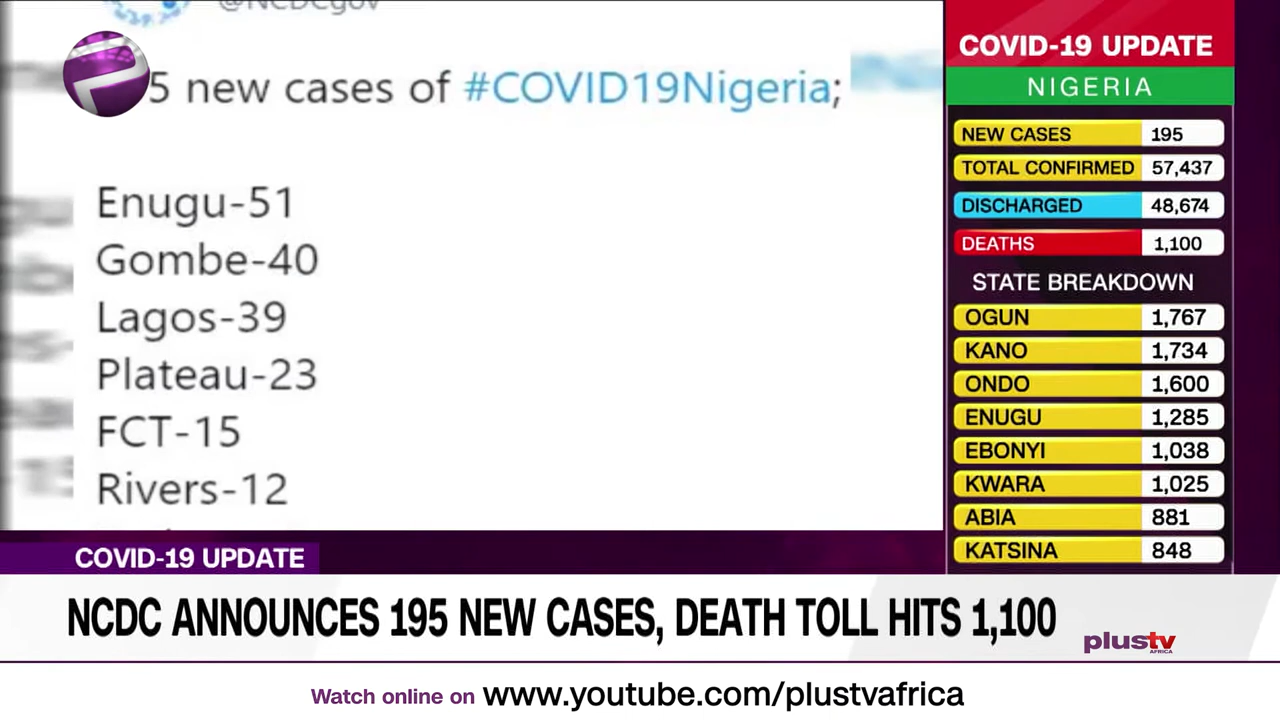 @NCDCgov
5 new cases of #COVID19Nigeria;
Enugu-51
Gombe-40
Lagos-39
Plateau-23
FCT-15
Rivers-12
COVID-19 UPDATE
NIGERIA
NEW CASES 195
TOTAL CONFIRMED 57,437
DISCHARGED 48,674
DEATHS 1,100
STATE BREAKDOWN
OGUN 1,767
KANO 1,734
ONDO 1,600
ENUGU 1,285
EBONYI 1,038
KWARA 1,025
ABIA 881
KATSINA 848
COVID-19 UPDATE
NCDC ANNOUNCES 195 NEW CASES, DEATH TOLL HITS 1,100
plustv
AFRICA
Watch online on www.youtube.com/plustvafrica